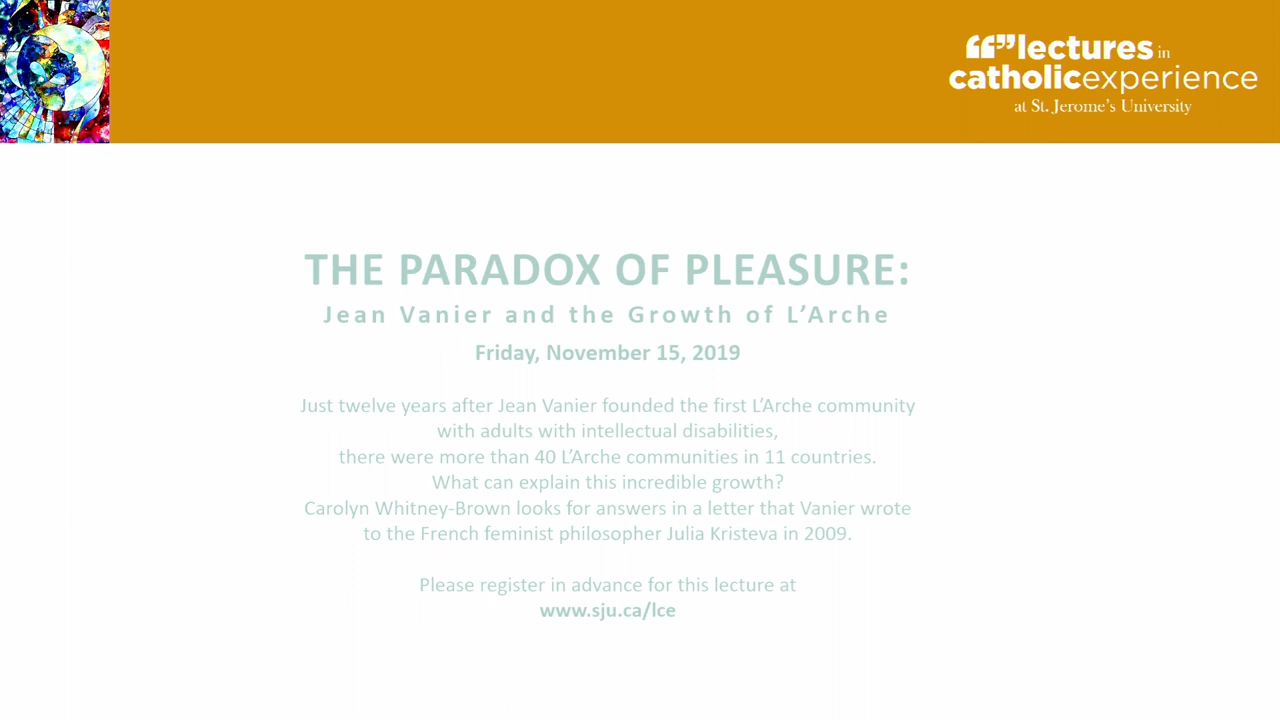 “”lectures in
catholicexperience
at St. Jerome’s University
THE PARADOX OF PLEASURE:
Jean Vanier and the Growth of L’Arche
Friday, November 15, 2019
Just twelve years after Jean Vanier founded the first L’Arche community
with adults with intellectual disabilities,
there were more than 40 L’Arche communities in 11 countries.
What can explain this incredible growth?
Carolyn Whitney-Brown looks for answers in a letter that Vanier wrote
to the French feminist philosopher Julia Kristeva in 2009.
Please register in advance for this lecture at
www.sju.ca/lce